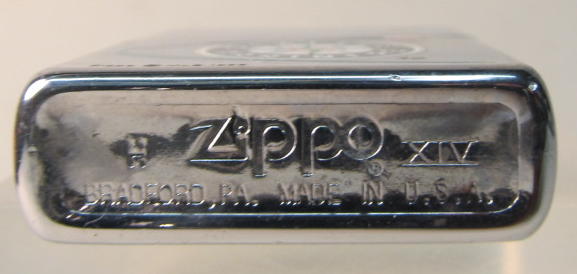 H Zippo ® XIV
BRADFORD, PA. MADE IN U.S.A.